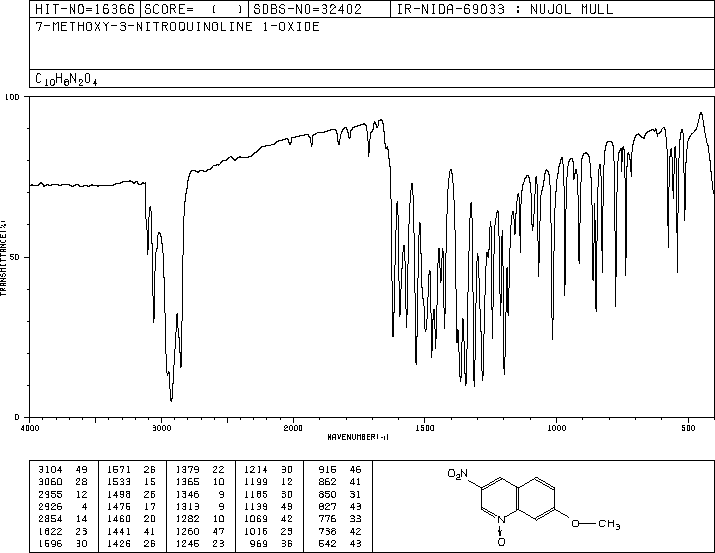 HIT-NO=16366 SCORE= ( ) SDBS-NO=32402 IR-NIDA-69033 : NUJOL MULL
7-METHOXY-3-NITROQUINOLINE 1-OXIDE
C10H8N2O4
100
50
0
TRANSMITTANCE(%)
4000 3000 2000 1500 1000 500
WAVENUMBER(-1)
3104 49 1571 26 1379 22 1214 30 915 46
3060 28 1533 15 1365 10 1199 12 862 41
2955 12 1498 26 1346 9 1185 30 850 31
2926 4 1475 17 1313 9 1139 49 827 43
2854 14 1460 20 1282 10 1069 42 776 33
1622 23 1441 41 1260 47 1016 23 738 42
1596 30 1426 26 1245 23 969 36 542 43
O2N
N
O
O
CH3